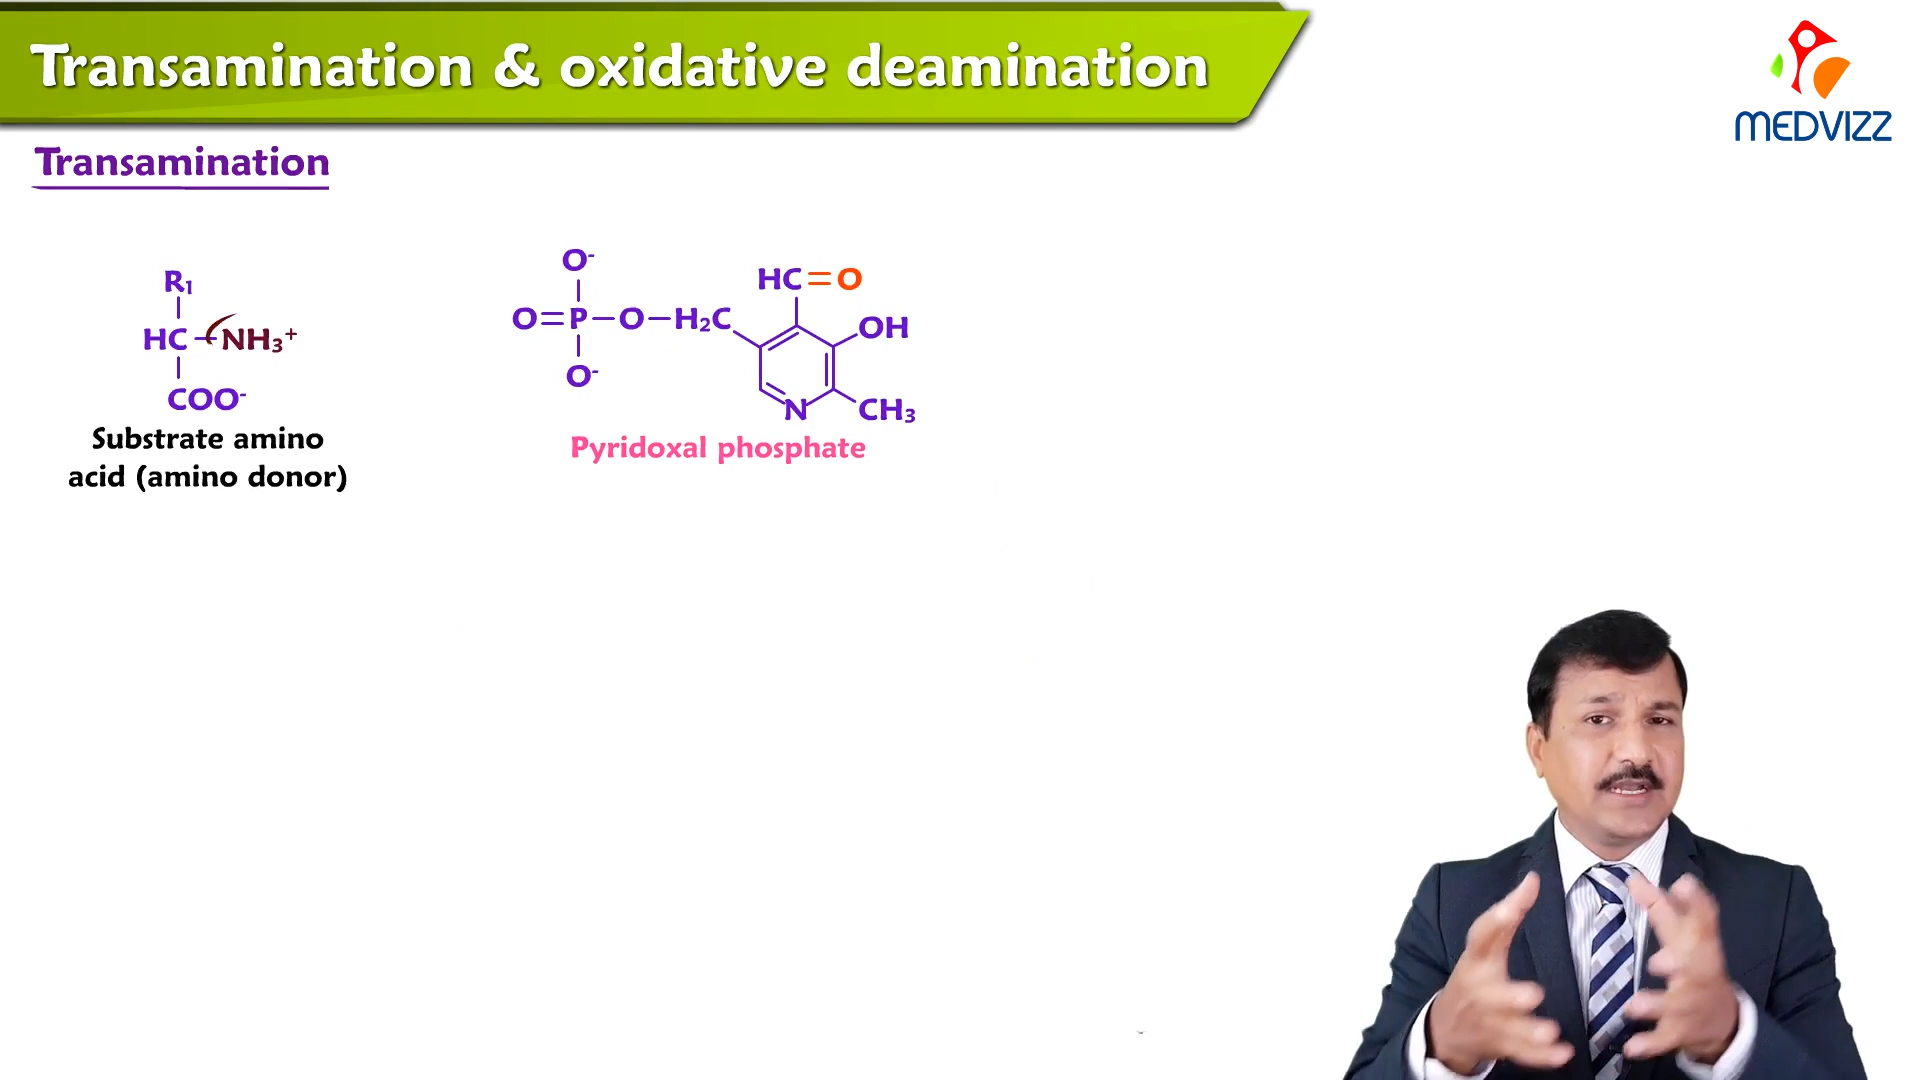 Transamination & oxidative deamination
MEDVIZZ
Transamination
R₁
HC–NH₃⁺
COO⁻
Substrate amino
acid (amino donor)
O⁻
O=P–O–H₂C
O⁻
HC=O
OH
N
CH₃
Pyridoxal phosphate